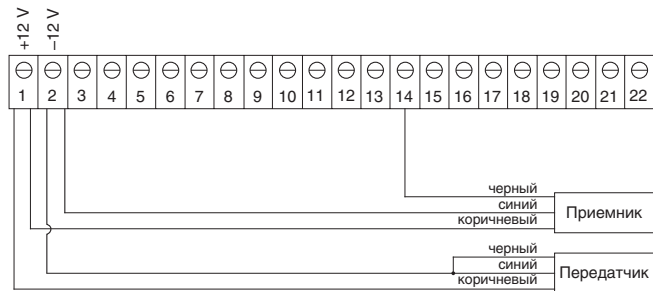 +12 V
–12 V
1 2 3 4 5 6 7 8 9 10 11 12 13 14 15 16 17 18 19 20 21 22
черный
синий
коричневый
Приемник
черный
синий
коричневый
Передатчик